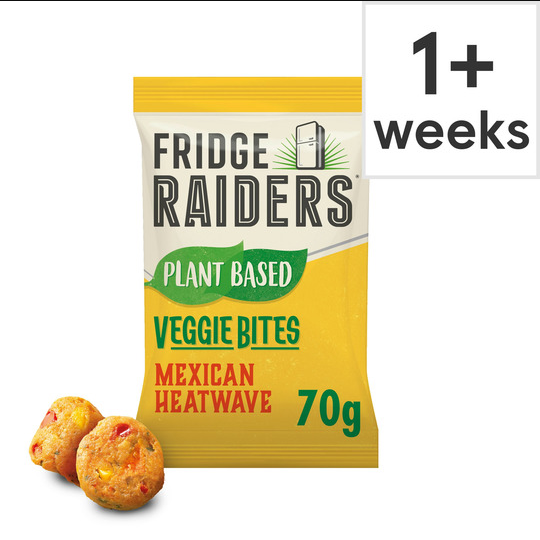 1+
weeks
FRIDGE
RAIDERS
PLANT BASED
VEGGIE BITES
MEXICAN
HEATWAVE
70g